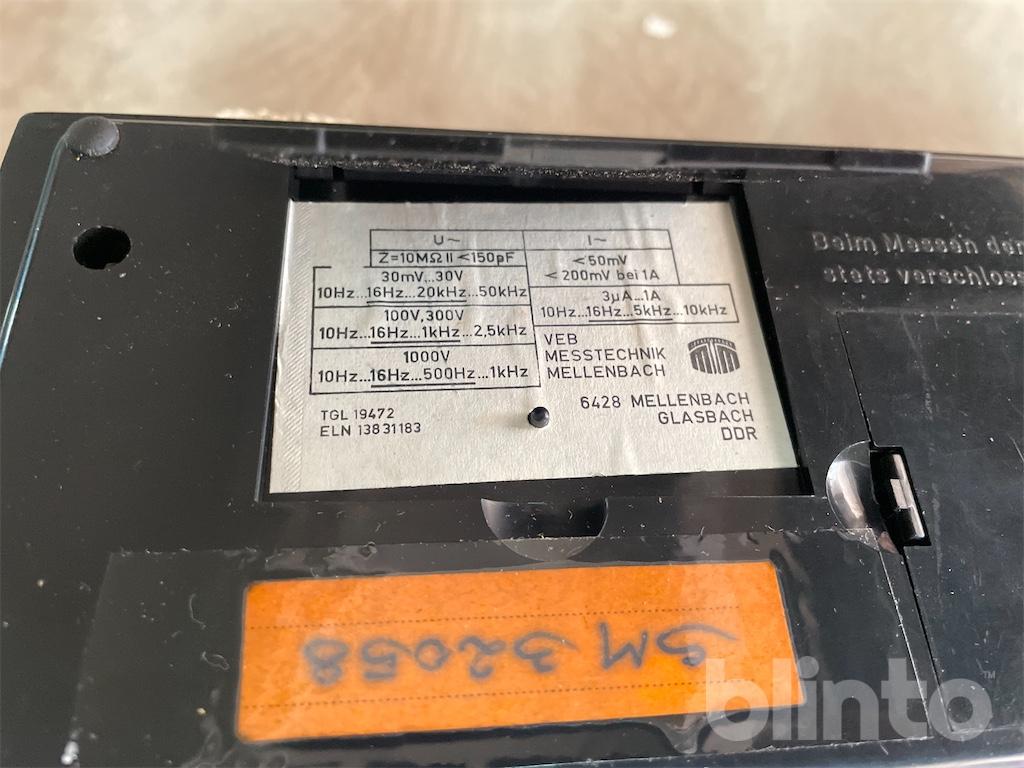 U~
Z=10MΩ II <150pF
30mV...30V
10Hz...16Hz...20kHz...50kHz
100V,300V
10Hz...16Hz...1kHz...2,5kHz
1000V
10Hz...16Hz...500Hz...1kHz
TGL 19472
ELN 13831183
I~
<50mV
<200mV bei 1A
3µA...1A
10Hz...16Hz...5kHz...10kHz
VEB
MESSTECHNIK
MELLENBACH
6428 MELLENBACH
GLASBACH
DDR
Beim Messen
stets verschloss
SM 32058
blinto™